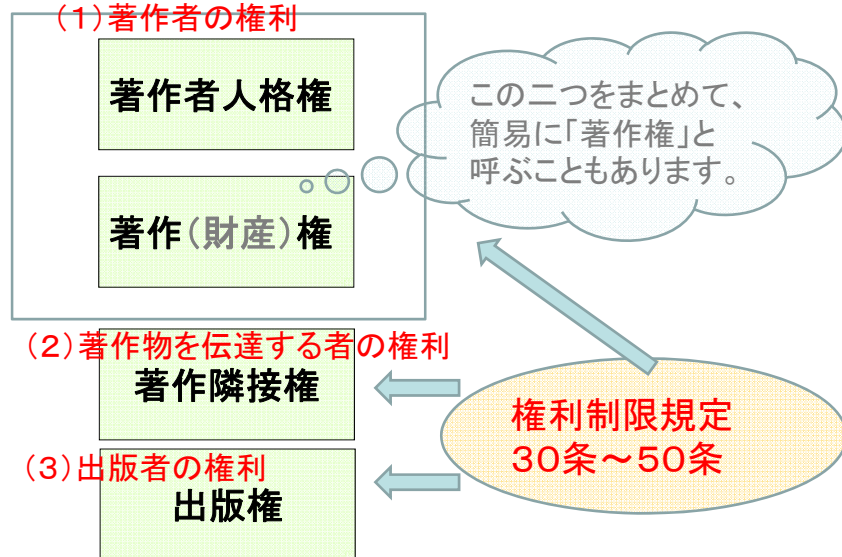 （1）著作者の権利
著作者人格権
この二つをまとめて、
簡易に「著作権」と
呼ぶこともあります。
著作（財産）権
（2）著作物を伝達する者の権利
著作隣接権
権利制限規定
30条～50条
（3）出版者の権利
出版権